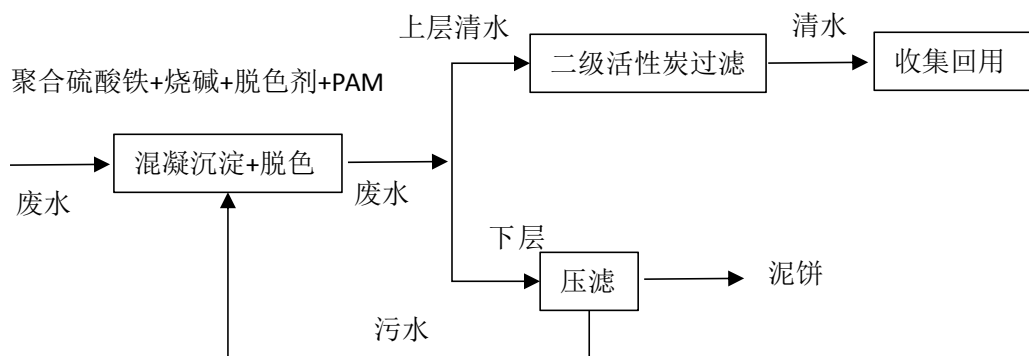 上层清水
清水
二级活性炭过滤
收集回用
聚合硫酸铁+烧碱+脱色剂+PAM
混凝沉淀+脱色
废水
废水
下层
压滤
泥饼
污水